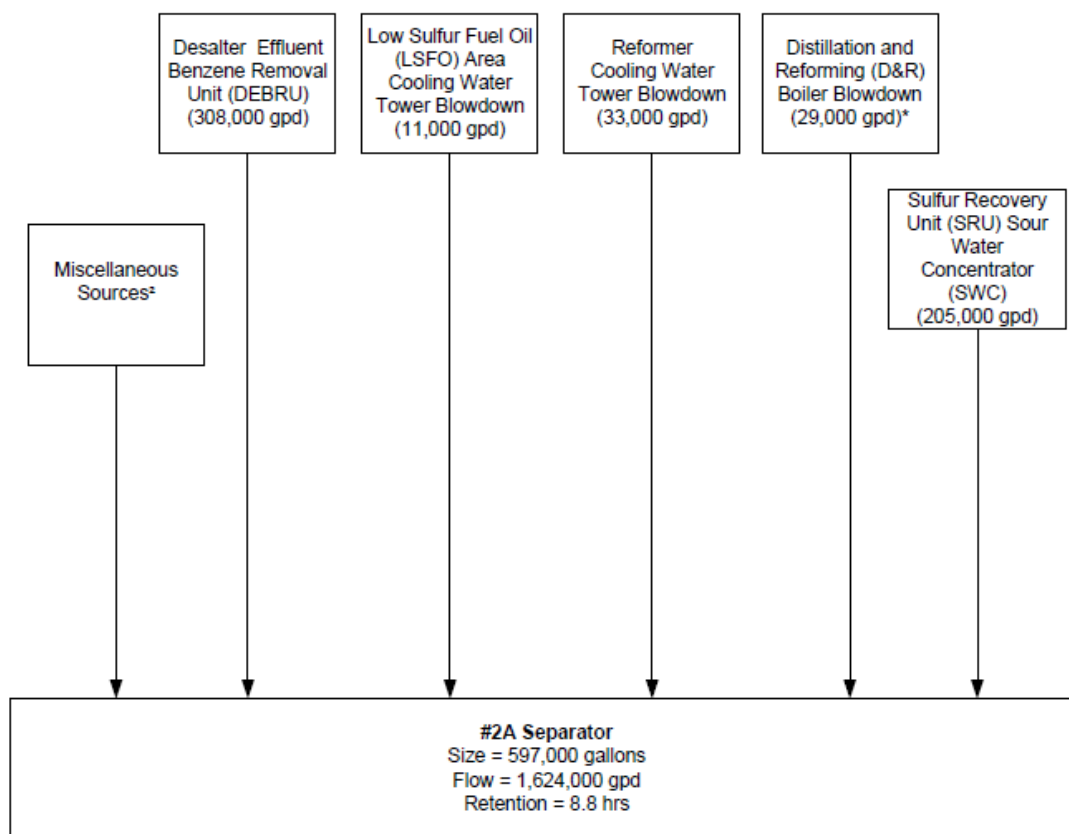 Desalter Effluent
Benzene Removal
Unit (DEBRU)
(308,000 gpd)
Low Sulfur Fuel Oil
(LSFO) Area
Cooling Water
Tower Blowdown
(11,000 gpd)
Reformer
Cooling Water
Tower Blowdown
(33,000 gpd)
Distillation and
Reforming (D&R)
Boiler Blowdown
(29,000 gpd)*
Sulfur Recovery
Unit (SRU) Sour
Water
Concentrator
(SWC)
(205,000 gpd)
Miscellaneous
Sources²
#2A Separator
Size = 597,000 gallons
Flow = 1,624,000 gpd
Retention = 8.8 hrs